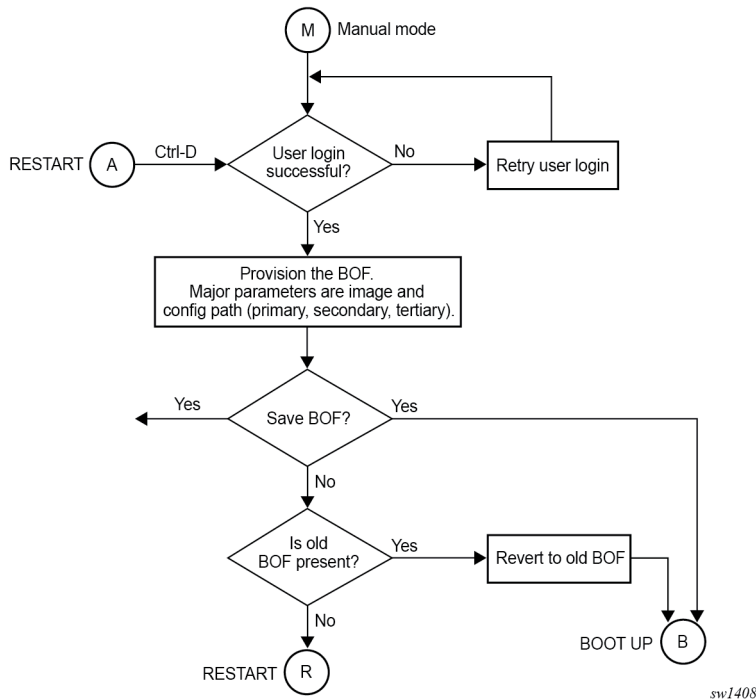 M
Manual mode
RESTART
A
Ctrl-D
User login
successful?
No
Retry user login
Yes
Provision the BOF.
Major parameters are image and
config path (primary, secondary, tertiary).
Yes
Save BOF?
Yes
No
Is old
BOF present?
Yes
Revert to old BOF
No
BOOT UP
B
RESTART
R
sw1408